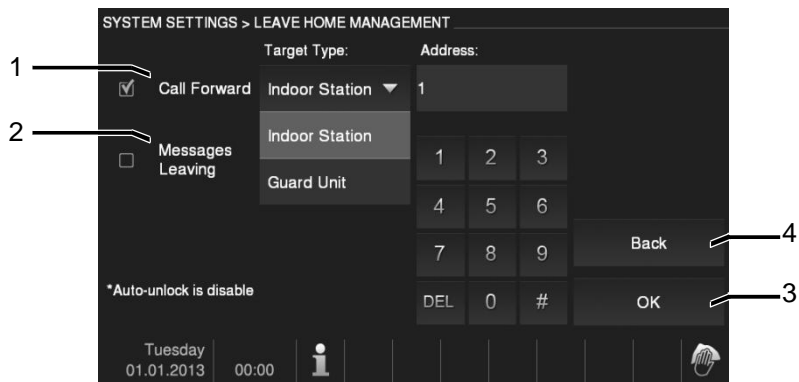 SYSTEM SETTINGS > LEAVE HOME MANAGEMENT
Target Type:
Address:
1
Call Forward
Indoor Station
1
2
Messages
Leaving
Indoor Station
Guard Unit
1 2 3
4 5 6
7 8 9
DEL 0 #
Back
4
OK
3
*Auto-unlock is disable
Tuesday
01.01.2013 00:00
i